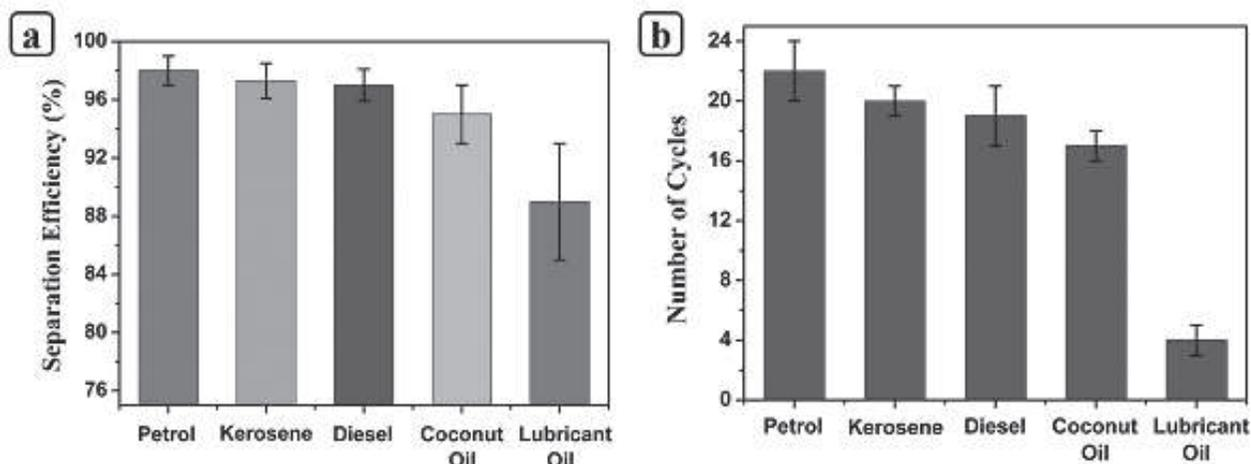 a
Separation Efficiency (%)
100
96
92
88
84
80
76
Petrol Kerosene Diesel Coconut Lubricant
Oil Oil
b
Number of Cycles
24
20
16
12
8
4
0
Petrol Kerosene Diesel Coconut Lubricant
Oil Oil